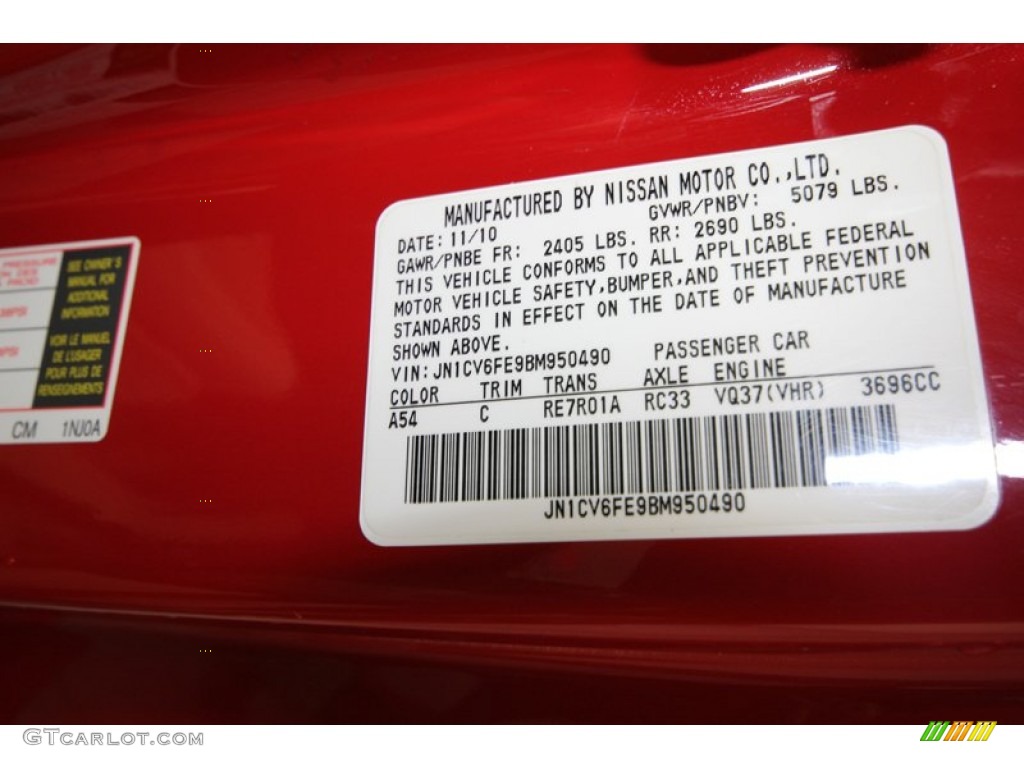 MANUFACTURED BY NISSAN MOTOR CO.,LTD.
DATE: 11/10 GVWR/PNBV: 5079 LBS.
GAWR/PNBE FR: 2405 LBS. RR: 2690 LBS.
THIS VEHICLE CONFORMS TO ALL APPLICABLE FEDERAL
MOTOR VEHICLE SAFETY,BUMPER,AND THEFT PREVENTION
STANDARDS IN EFFECT ON THE DATE OF MANUFACTURE
SHOWN ABOVE.
VIN: JN1CV6FE9BM950490 PASSENGER CAR
COLOR TRIM TRANS AXLE ENGINE
A54 C RE7R01A RC33 VQ37(VHR) 3696CC
JN1CV6FE9BM950490
PRESSURE
SEE OWNER'S
MANUAL FOR
ADDITIONAL
INFORMATION
VOIR LE MANUEL
DE L'USAGER
POUR PLUS DE
RENSEIGNEMENTS
CM 1NJ0A
GTCARLOT.COM